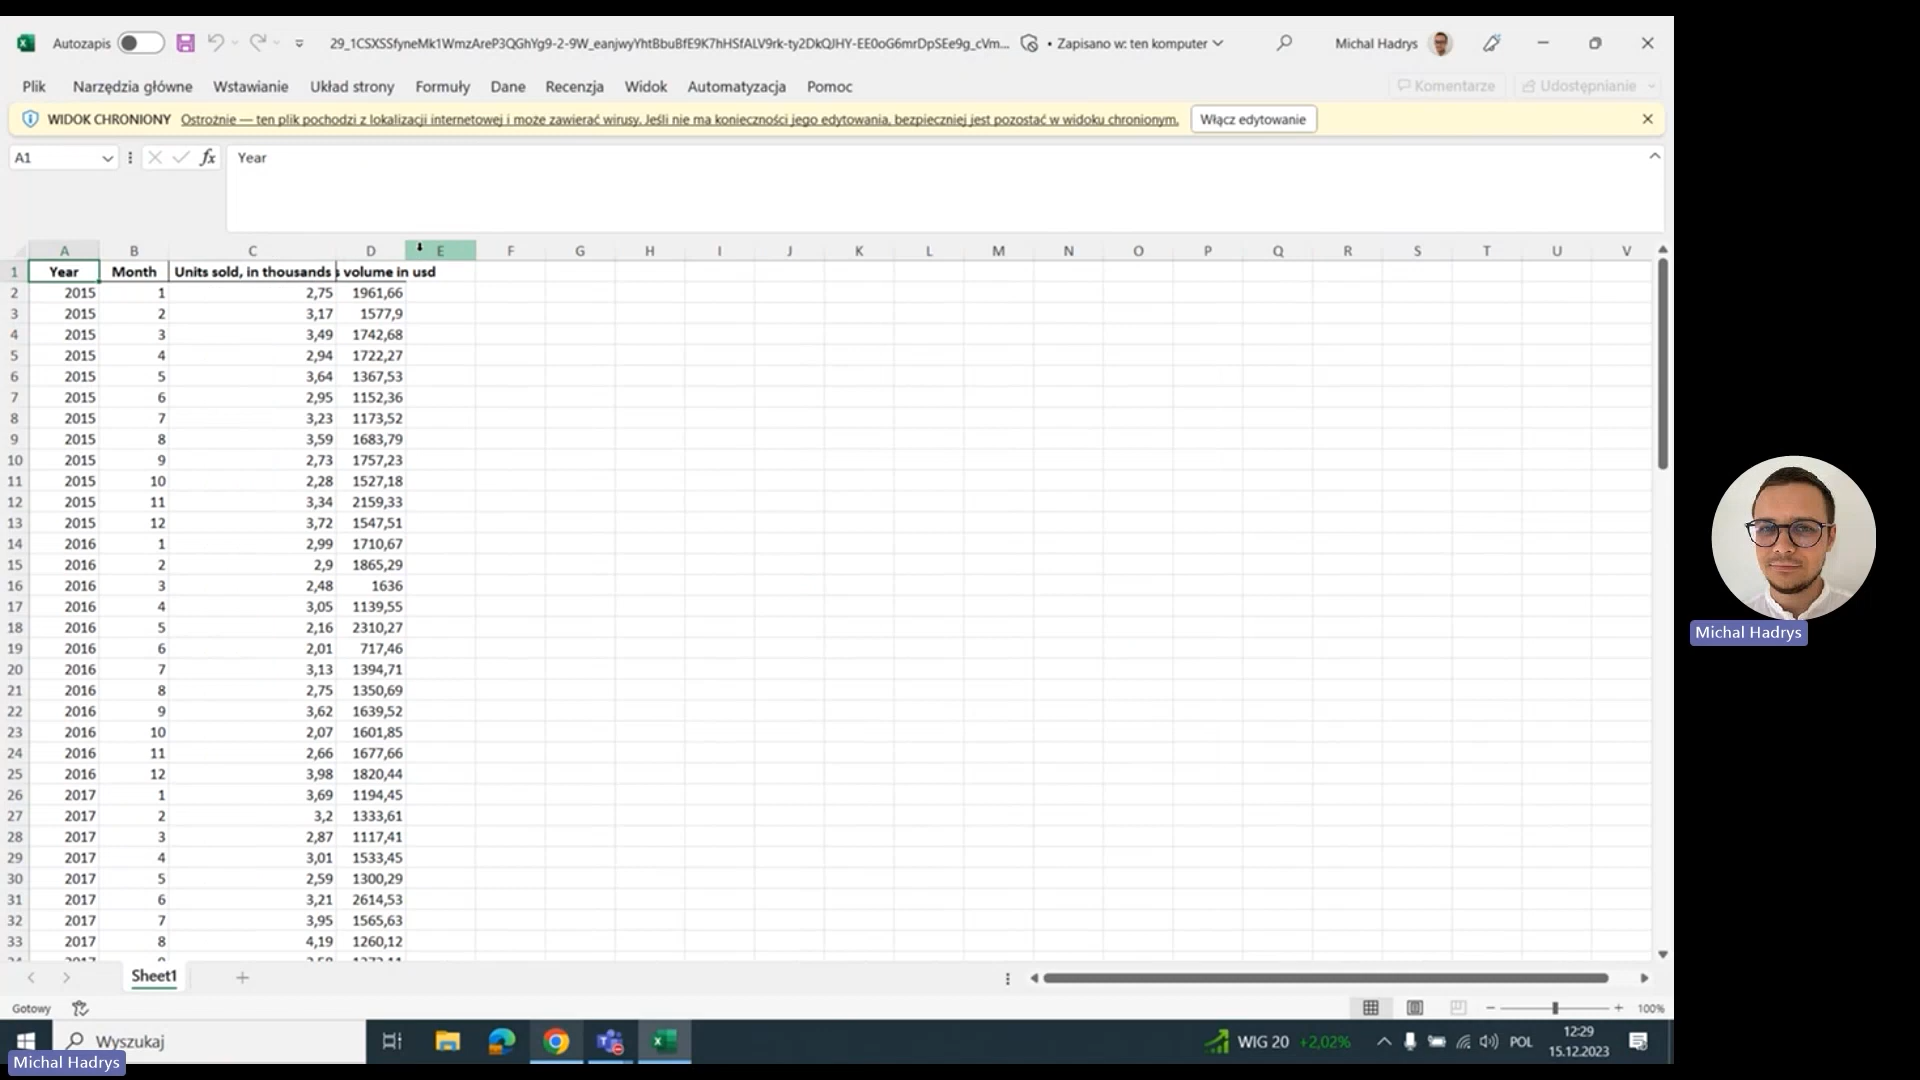 Autozapis 29_1CSXSSfyneMk1WmzAreP3QGhYg9-2-9W_eanjwyYhtBbuBfE9K7hHSfALV9rk-ty2DkQJHY-EE0oG6mrDpSEe9g_cVm... • Zapisano w: ten komputer Michal Hadrys
Plik Narzędzia główne Wstawianie Układ strony Formuły Dane Recenzja Widok Automatyzacja Pomoc Komentarze Udostępnianie
WIDOK CHRONIONY Ostrożnie — ten plik pochodzi z lokalizacji internetowej i może zawierać wirusy. Jeśli nie ma konieczności jego edytowania, bezpieczniej jest pozostać w widoku chronionym. Włącz edytowanie
A1 fx Year
A B C D E F G H I J K L M N O P Q R S T U V
1 Year Month Units sold, in thousands s volume in usd
2 2015 1 2,75 1961,66
3 2015 2 3,17 1577,9
4 2015 3 3,49 1742,68
5 2015 4 2,94 1722,27
6 2015 5 3,64 1367,53
7 2015 6 2,95 1152,36
8 2015 7 3,23 1173,52
9 2015 8 3,59 1683,79
10 2015 9 2,73 1757,23
11 2015 10 2,28 1527,18
12 2015 11 3,34 2159,33
13 2015 12 3,72 1547,51
14 2016 1 2,99 1710,67
15 2016 2 2,9 1865,29
16 2016 3 2,48 1636
17 2016 4 3,05 1139,55
18 2016 5 2,16 2310,27
19 2016 6 2,01 717,46
20 2016 7 3,13 1394,71
21 2016 8 2,75 1350,69
22 2016 9 3,62 1639,52
23 2016 10 2,07 1601,85
24 2016 11 2,66 1677,66
25 2016 12 3,98 1820,44
26 2017 1 3,69 1194,45
27 2017 2 3,2 1333,61
28 2017 3 2,87 1117,41
29 2017 4 3,01 1533,45
30 2017 5 2,59 1300,29
31 2017 6 3,21 2614,53
32 2017 7 3,95 1565,63
33 2017 8 4,19 1260,12
Michal Hadrys
Sheet1
Gotowy 100%
Wyszukaj WIG 20 +2,02% POL 12:29
15.12.2023
Michal Hadrys